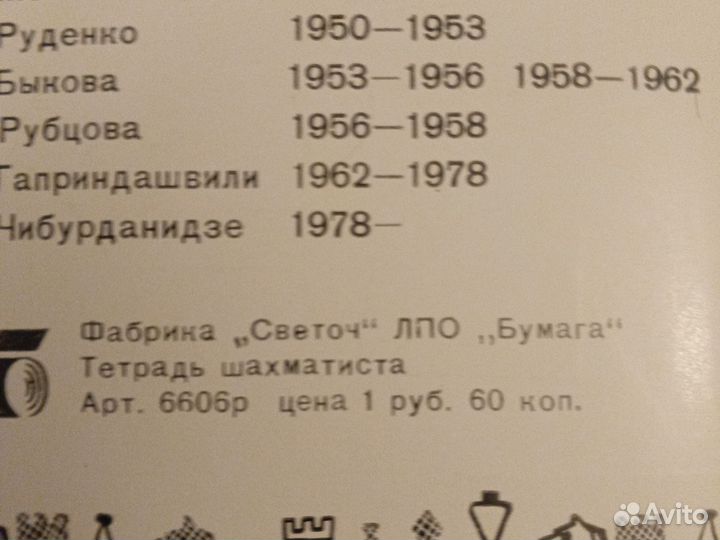 Руденко 1950—1953
Быкова 1953—1956 1958—1962
Рубцова 1956—1958
Гаприндашвили 1962—1978
Чибурданидзе 1978—
Фабрика „Светоч“ ЛПО „Бумага“
Тетрадь шахматиста
Арт. 6606р цена 1 руб. 60 коп.
Avito